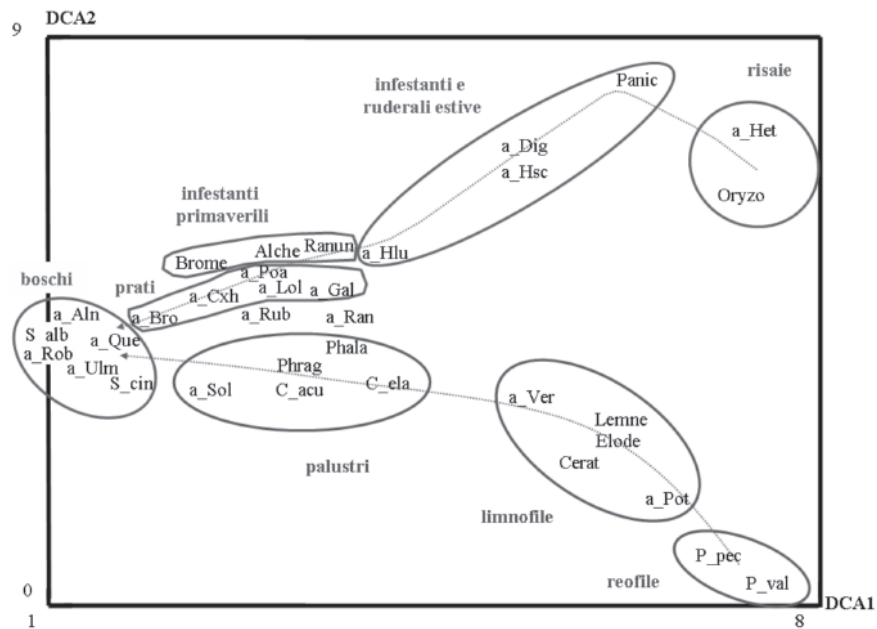 DCA2
9
infestanti e
ruderali estive
Panic
risaie
a_Het
a_Dig
a_Hsc
Oryzo
infestanti
primaverili
Ranun
Alche
a_Hlu
Brome
a_Poa
boschi
prati
a_Lol
a_Gal
a_Cxh
a_Aln
a_Bro
a_Rub
a_Ran
S alb
a_Que
a_Rob
Phala
a_Ulm
Phrag
S_cin
a_Sol
C_acu
C_ela
a_Ver
Lemne
Elode
Cerat
palustri
a_Pot
limnofile
P_pec
reofile
P_val
0
DCA1
1
8